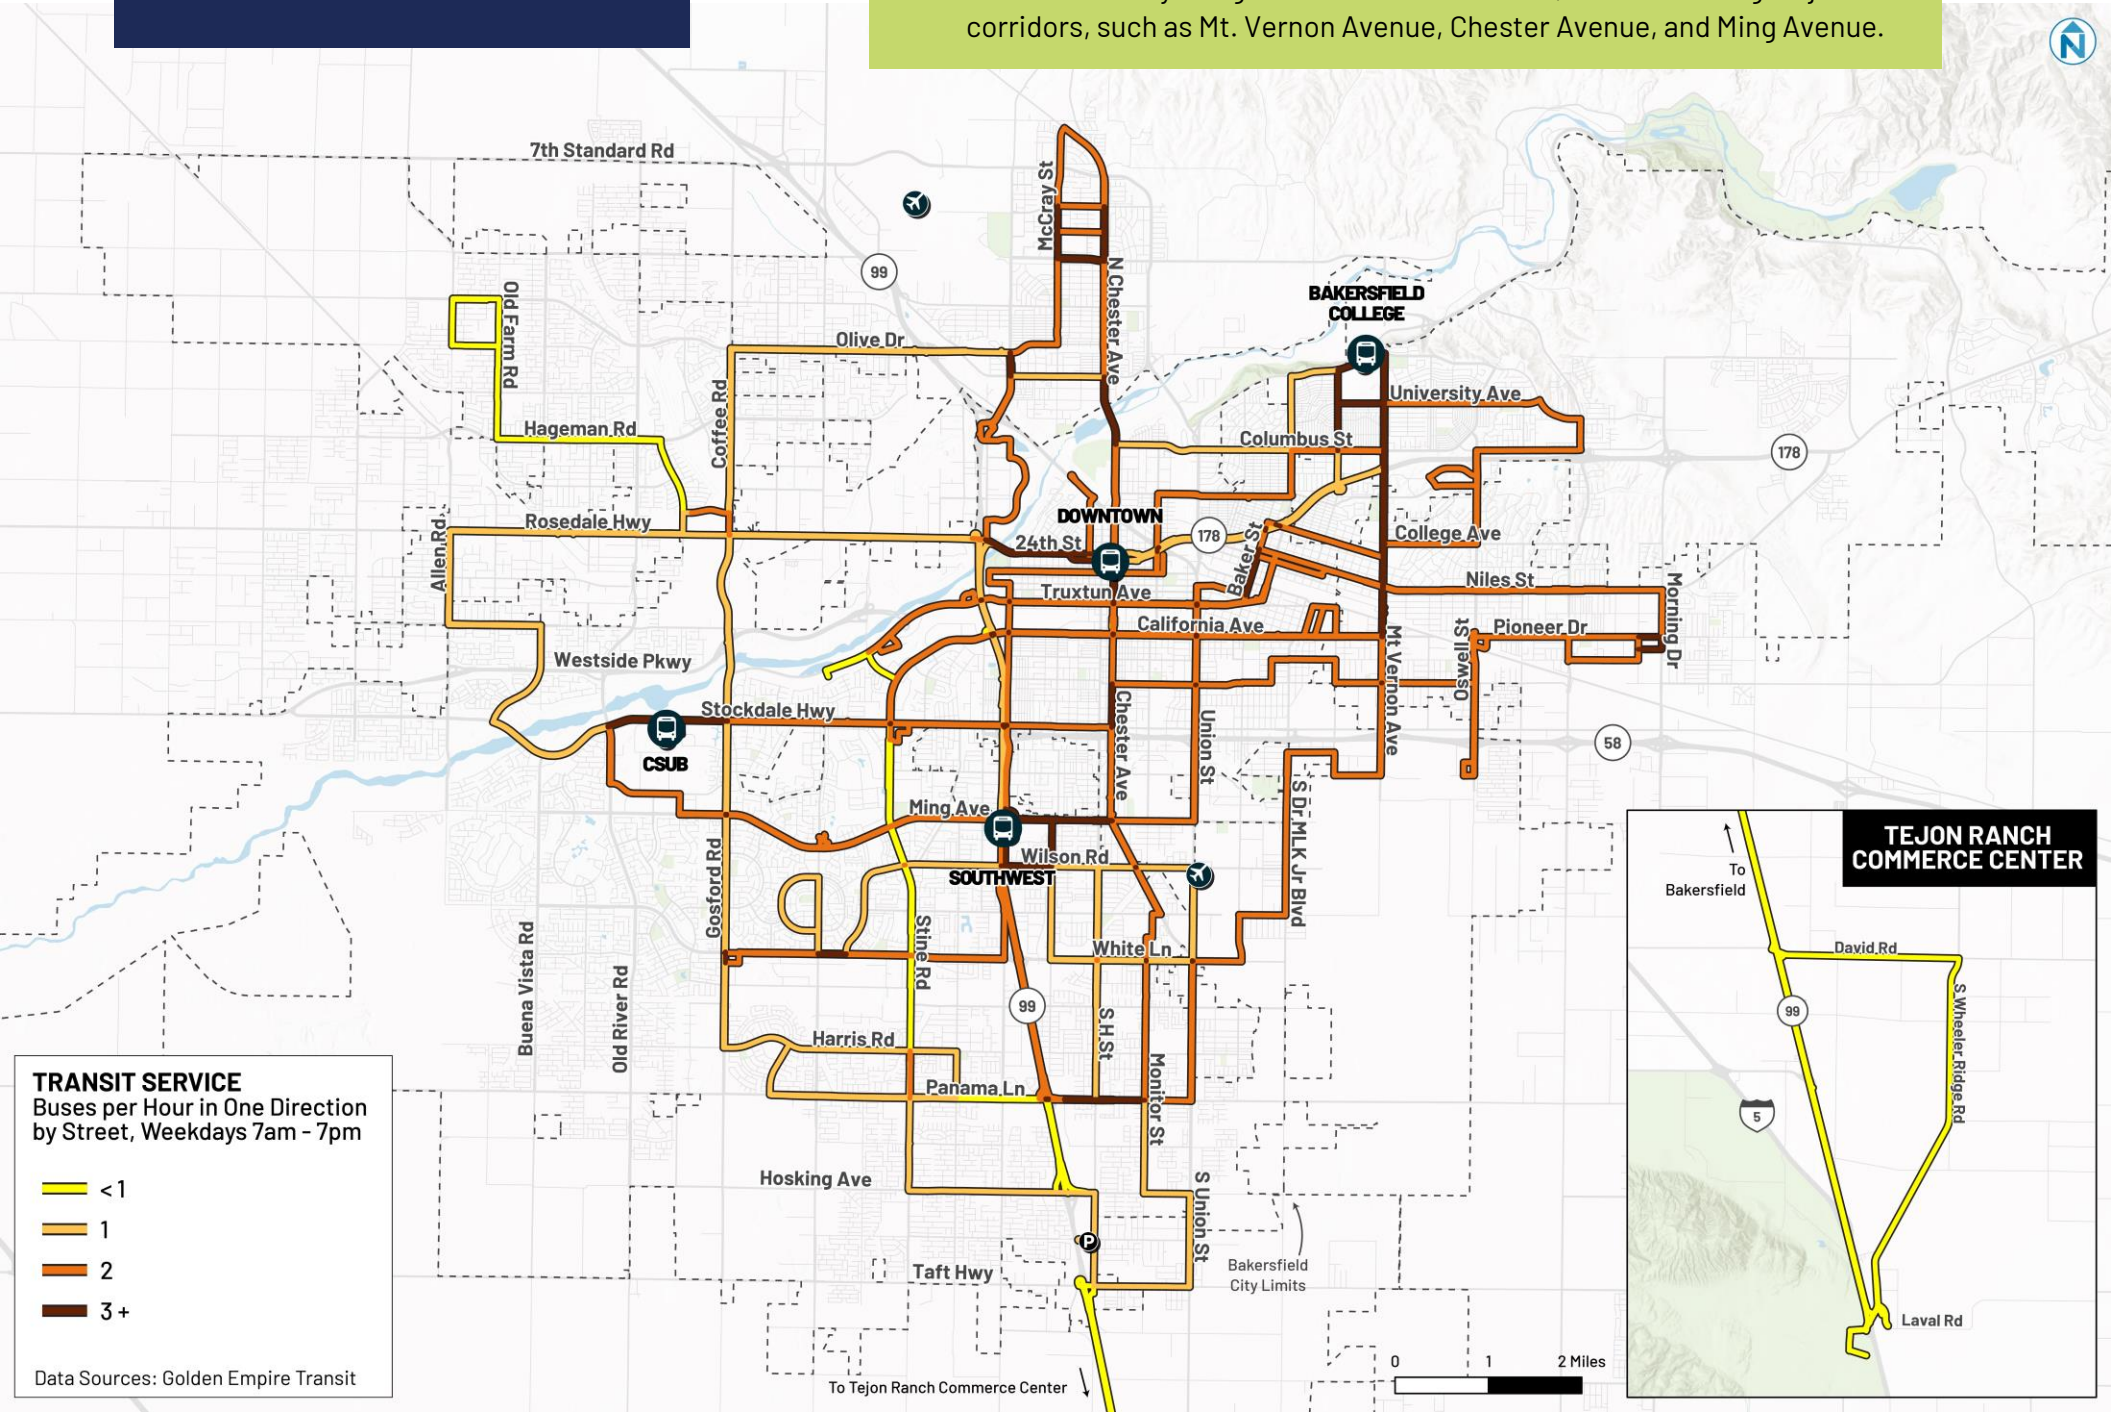 corridors, such as Mt. Vernon Avenue, Chester Avenue, and Ming Avenue.
N
7th Standard Rd
McCray St
99
N Chester Ave
Old Farm Rd
BAKERSFIELD
COLLEGE
Olive Dr
Coffee Rd
University Ave
Hageman Rd
Columbus St
178
DOWNTOWN
Rosedale Hwy
Allen Rd
24th St
178
Baker St
College Ave
Truxtun Ave
Niles St
Morning Dr
California Ave
Mt Vernon Ave
Oswell St
Pioneer Dr
Westside Pkwy
Stockdale Hwy
Chester Ave
Union St
58
CSUB
Ming Ave
S Dr MLK Jr Blvd
Wilson Rd
SOUTHWEST
Gosford Rd
Stine Rd
White Ln
Buena Vista Rd
Old River Rd
99
S H St
Harris Rd
Monitor St
Panama Ln
Hosking Ave
S Union St
P
Bakersfield
City Limits
Taft Hwy
To Tejon Ranch Commerce Center
0 1 2 Miles
TRANSIT SERVICE
Buses per Hour in One Direction
by Street, Weekdays 7am - 7pm
< 1
1
2
3 +
Data Sources: Golden Empire Transit
TEJON RANCH
COMMERCE CENTER
To
Bakersfield
David Rd
99
S Wheeler Ridge Rd
5
Laval Rd